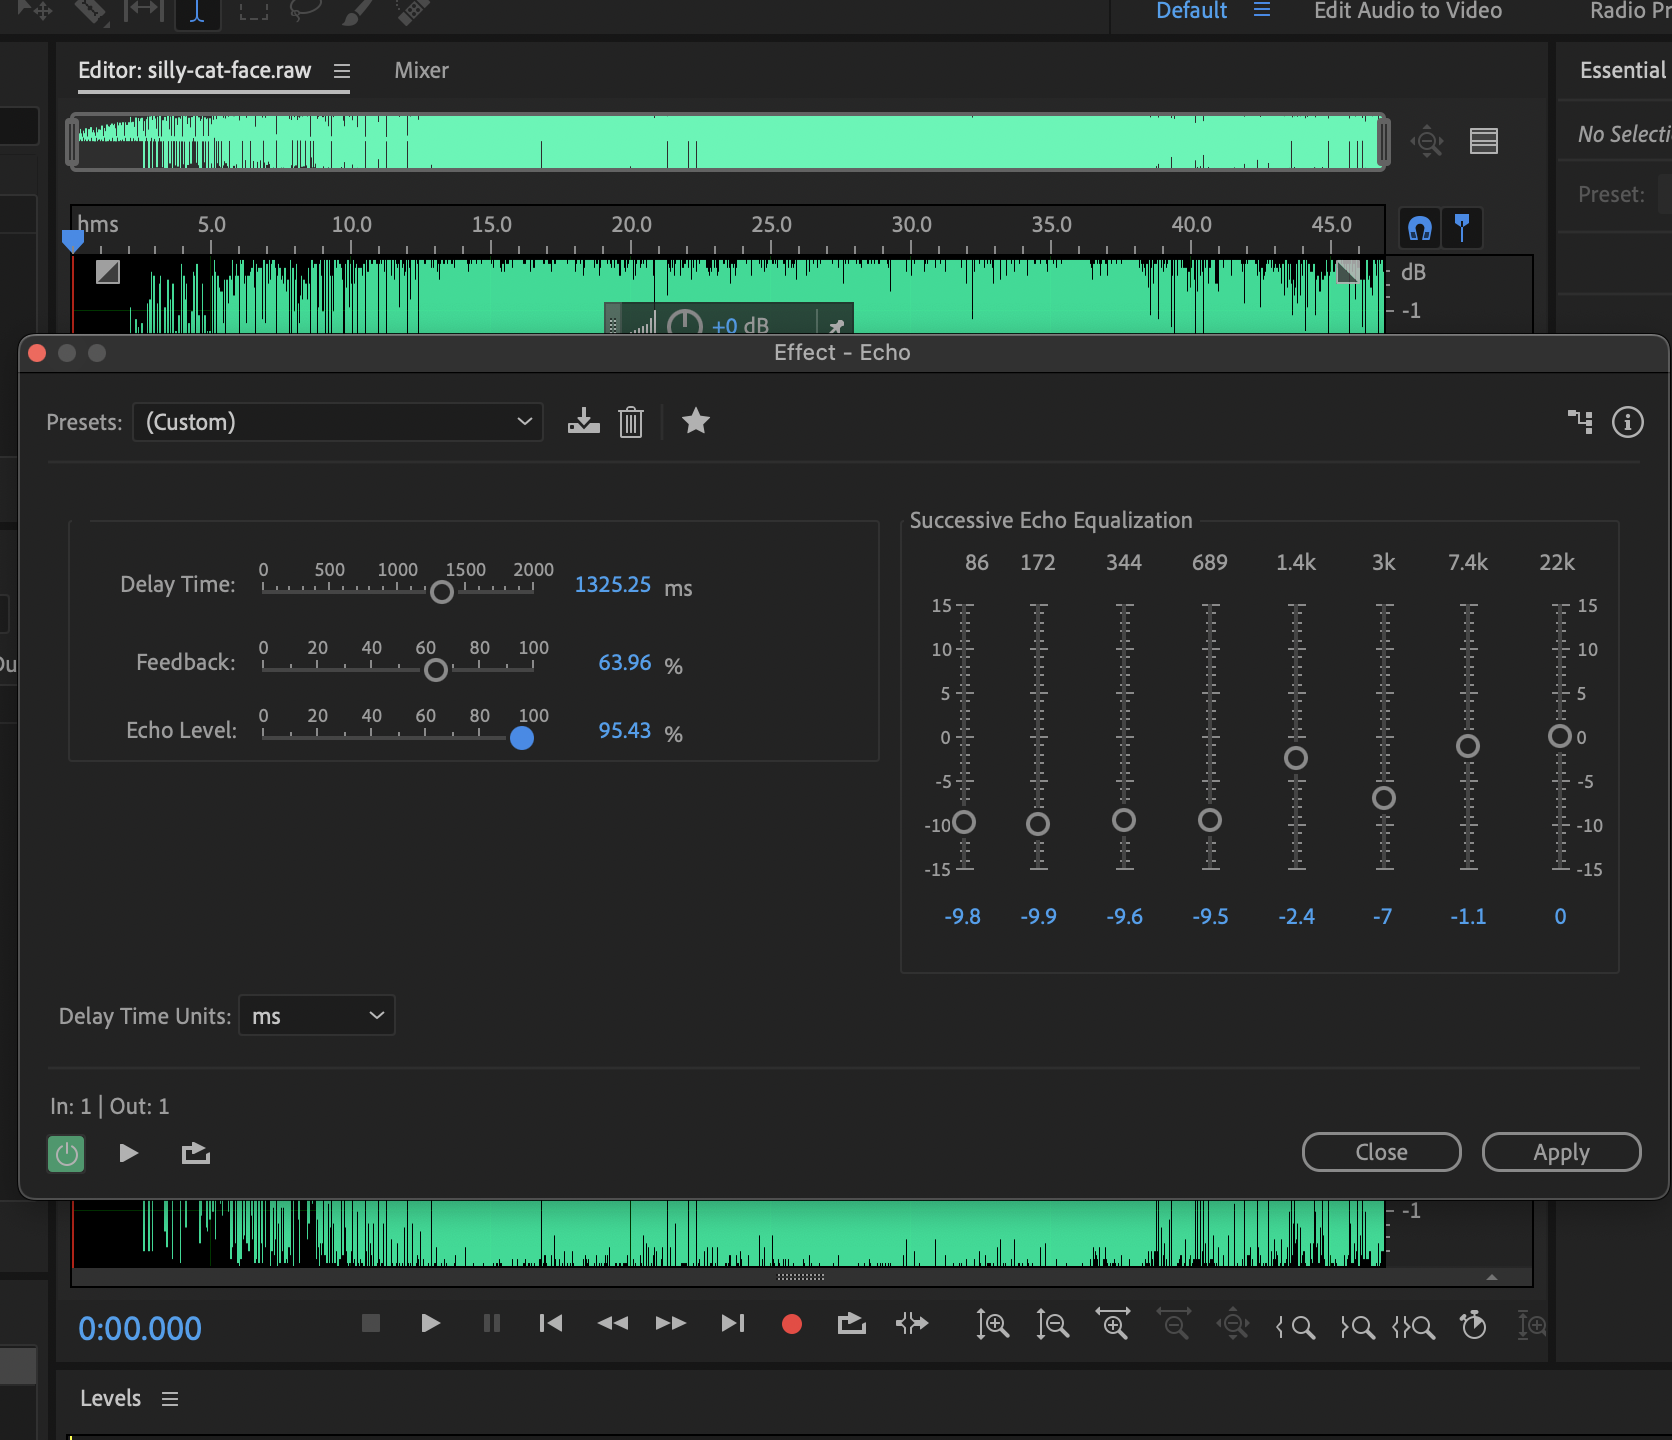 Default Edit Audio to Video
Editor: silly-cat-face.raw Mixer
Essential
hms 5.0 10.0 15.0 20.0 25.0 30.0 35.0 40.0 45.0
Preset:
dB
+0 dB
-1
Effect - Echo
Presets: (Custom)
Successive Echo Equalization
86 172 344 689 1.4k 3k 7.4k 22k
0 500 1000 1500 2000
Delay Time: 1325.25 ms
0 20 40 60 80 100
Feedback: 63.96 %
0 20 40 60 80 100
Echo Level: 95.43 %
15 15
10 10
5 5
0 0
-5 -5
-10 -10
-15 -15
-9.8 -9.9 -9.6 -9.5 -2.4 -7 -1.1 0
Delay Time Units: ms
In: 1 | Out: 1
Close Apply
-1
0:00.000
Levels